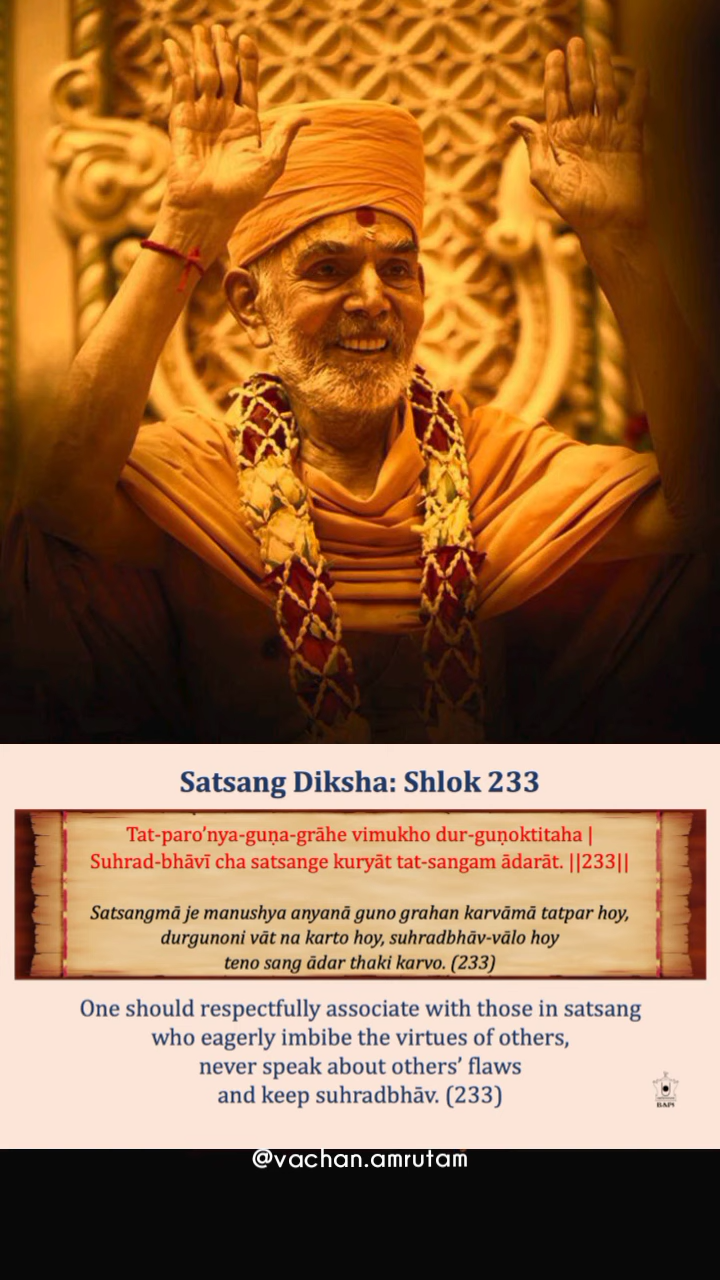 Satsang Diksha: Shlok 233
Tat-paro’nya-guṇa-grāhe vimukho dur-guṇoktitaha |
Suhrad-bhāvī cha satsange kuryāt tat-sangam ādarāt. ||233||
Satsangmā je manushya anyanā guno grahan karvāmā tatpar hoy,
durgunoni vāt na karto hoy, suhradbhāv-vālo hoy
teno sang ādar thaki karvo. (233)
One should respectfully associate with those in satsang
who eagerly imbibe the virtues of others,
never speak about others’ flaws
and keep suhradbhāv. (233)
BAPS
@vachan.amrutam